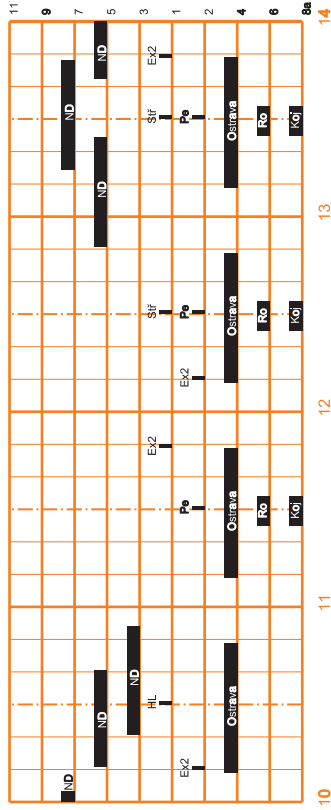 11 9 7 5 3 1 2 4 6 8a
14
ND
ND
Ex2
Stř
Pe
Ostrava
Ro
Koj
ND
13
Stř
Pe
Ostrava
Ro
Koj
Ex2
12
Ex2
Pe
Ostrava
Ro
Koj
11
ND
ND
HL
Ostrava
Ex2
ND
10